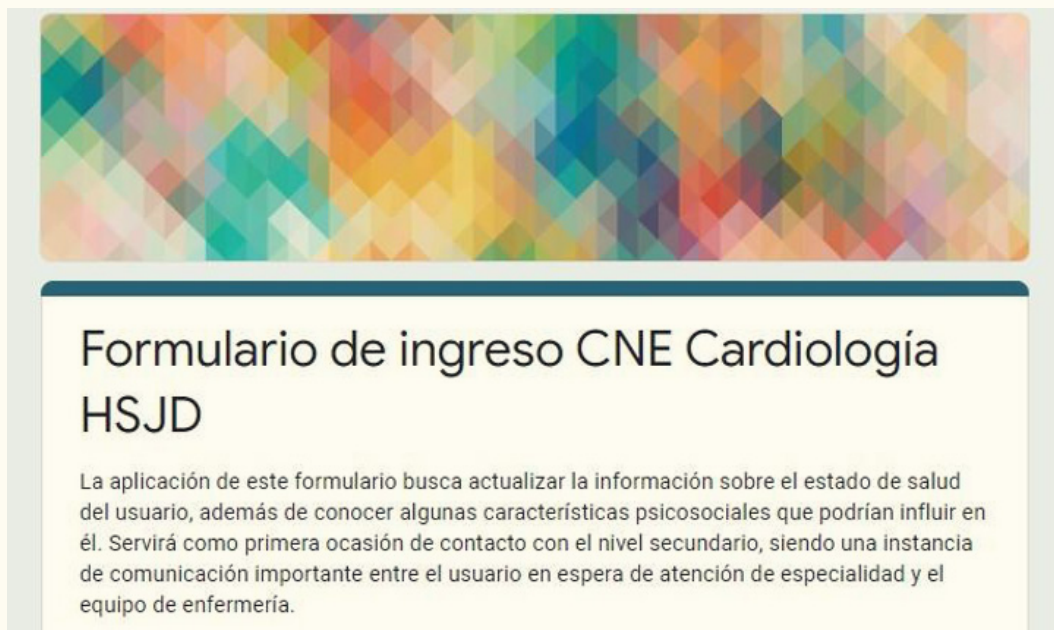 Formulario de ingreso CNE Cardiología
HSJD
La aplicación de este formulario busca actualizar la información sobre el estado de salud
del usuario, además de conocer algunas características psicosociales que podrían influir en
él. Servirá como primera ocasión de contacto con el nivel secundario, siendo una instancia
de comunicación importante entre el usuario en espera de atención de especialidad y el
equipo de enfermería.